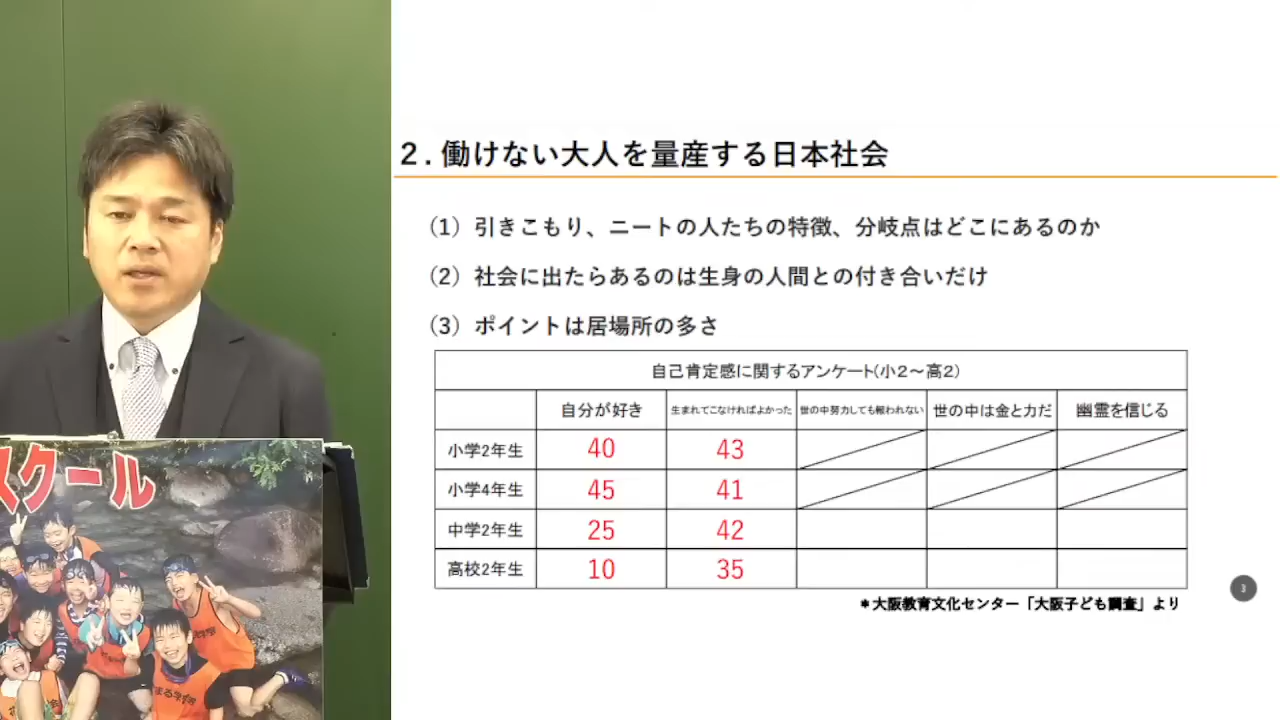 2．働けない大人を量産する日本社会
（1）引きこもり、ニートの人たちの特徴、分岐点はどこにあるのか
（2）社会に出たらあるのは生身の人間との付き合いだけ
（3）ポイントは居場所の多さ
自己肯定感に関するアンケート(小２～高２)
自分が好き 生まれてこなければよかった 世の中努力しても報われない 世の中は金と力だ 幽霊を信じる
小学2年生 40 43
小学4年生 45 41
中学2年生 25 42
高校2年生 10 35
＊大阪教育文化センター「大阪子ども調査」より
3
スクール